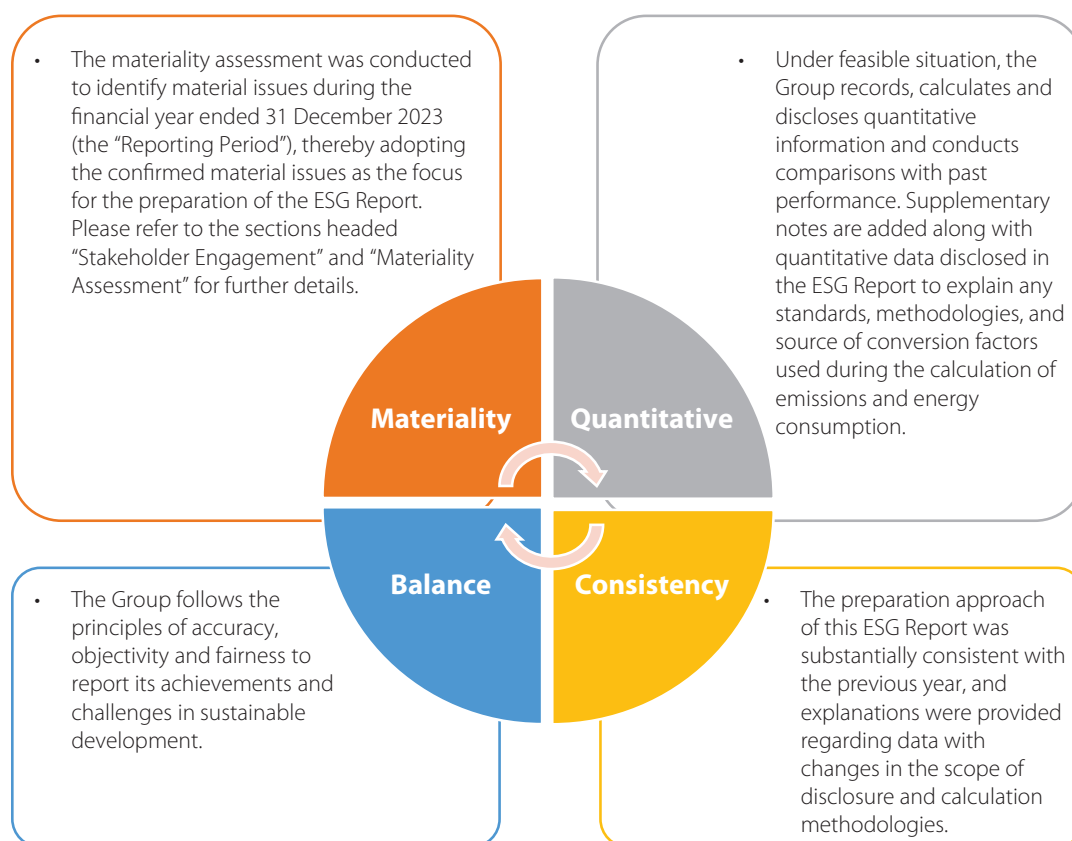 • The materiality assessment was conducted
to identify material issues during the
financial year ended 31 December 2023
(the “Reporting Period”), thereby adopting
the confirmed material issues as the focus
for the preparation of the ESG Report.
Please refer to the sections headed
“Stakeholder Engagement” and “Materiality
Assessment” for further details.
• Under feasible situation, the
Group records, calculates and
discloses quantitative
information and conducts
comparisons with past
performance. Supplementary
notes are added along with
quantitative data disclosed in
the ESG Report to explain any
standards, methodologies, and
source of conversion factors
used during the calculation of
emissions and energy
consumption.
Materiality
Quantitative
Balance
Consistency
• The Group follows the
principles of accuracy,
objectivity and fairness to
report its achievements and
challenges in sustainable
development.
• The preparation approach
of this ESG Report was
substantially consistent with
the previous year, and
explanations were provided
regarding data with
changes in the scope of
disclosure and calculation
methodologies.